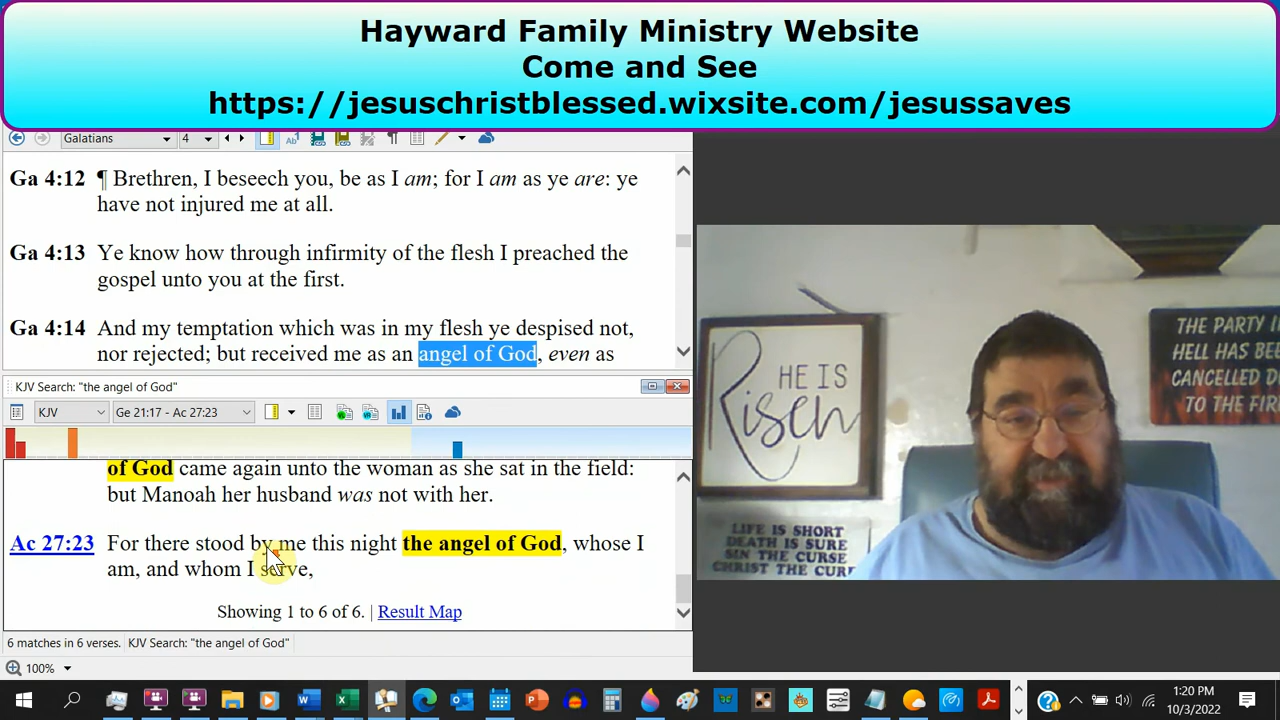 Hayward Family Ministry Website
Come and See
https://jesuschristblessed.wixsite.com/jesussaves
Galatians 4
Ga 4:12 ¶ Brethren, I beseech you, be as I am; for I am as ye are: ye
have not injured me at all.
Ga 4:13 Ye know how through infirmity of the flesh I preached the
gospel unto you at the first.
Ga 4:14 And my temptation which was in my flesh ye despised not,
nor rejected; but received me as an angel of God, even as
KJV Search: "the angel of God"
KJV Ge 21:17 - Ac 27:23
of God came again unto the woman as she sat in the field:
but Manoah her husband was not with her.
Ac 27:23 For there stood by me this night the angel of God, whose I
am, and whom I serve,
Showing 1 to 6 of 6. | Result Map
6 matches in 6 verses. KJV Search: "the angel of God"
100%
HE IS
Risen
THE PARTY IN
HELL HAS BEEN
CANCELLED D
TO THE FIR
LIFE IS SHORT
DEATH IS SURE
SIN THE CURSE
CHRIST THE CUR
1:20 PM
10/3/2022